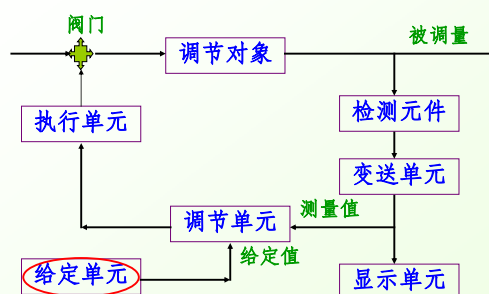 阀门
被调量
调节对象
执行单元
检测元件
变送单元
测量值
调节单元
给定值
给定单元
显示单元